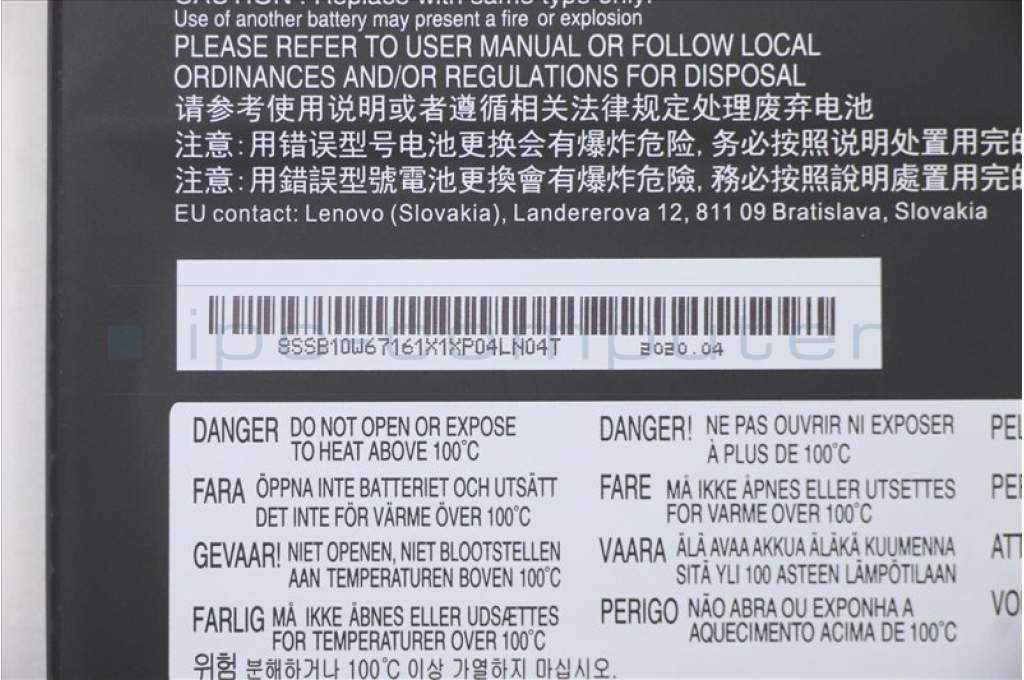 CAUTION : Replace with same type only.
Use of another battery may present a fire or explosion
PLEASE REFER TO USER MANUAL OR FOLLOW LOCAL
ORDINANCES AND/OR REGULATIONS FOR DISPOSAL
请参考使用说明或者遵循相关法律规定处理废弃电池
注意:用错误型号电池更换会有爆炸危险,务必按照说明处置用完的
注意:用錯誤型號電池更換會有爆炸危險,務必按照說明處置用完的
EU contact: Lenovo (Slovakia), Landererova 12, 811 09 Bratislava, Slovakia
ipc-computer
8SSB10W67161X1XP04LN04T 2020.04
DANGER DO NOT OPEN OR EXPOSE
TO HEAT ABOVE 100°C
DANGER! NE PAS OUVRIR NI EXPOSER
À PLUS DE 100°C
FARA ÖPPNA INTE BATTERIET OCH UTSÄTT
DET INTE FÖR VÄRME ÖVER 100°C
FARE MÅ IKKE ÅPNES ELLER UTSETTES
FOR VARME OVER 100°C
GEVAAR! NIET OPENEN, NIET BLOOTSTELLEN
AAN TEMPERATUREN BOVEN 100°C
VAARA ÄLÄ AVAA AKKUA ÄLÄKÄ KUUMENNA
SITÄ YLI 100 ASTEEN LÄMPÖTILAAN
FARLIG MÅ IKKE ÅBNES ELLER UDSÆTTES
FOR TEMPERATURER OVER 100°C
PERIGO NÃO ABRA OU EXPONHA A
AQUECIMENTO ACIMA DE 100°C
위험 분해하거나 100°C 이상 가열하지 마십시오.